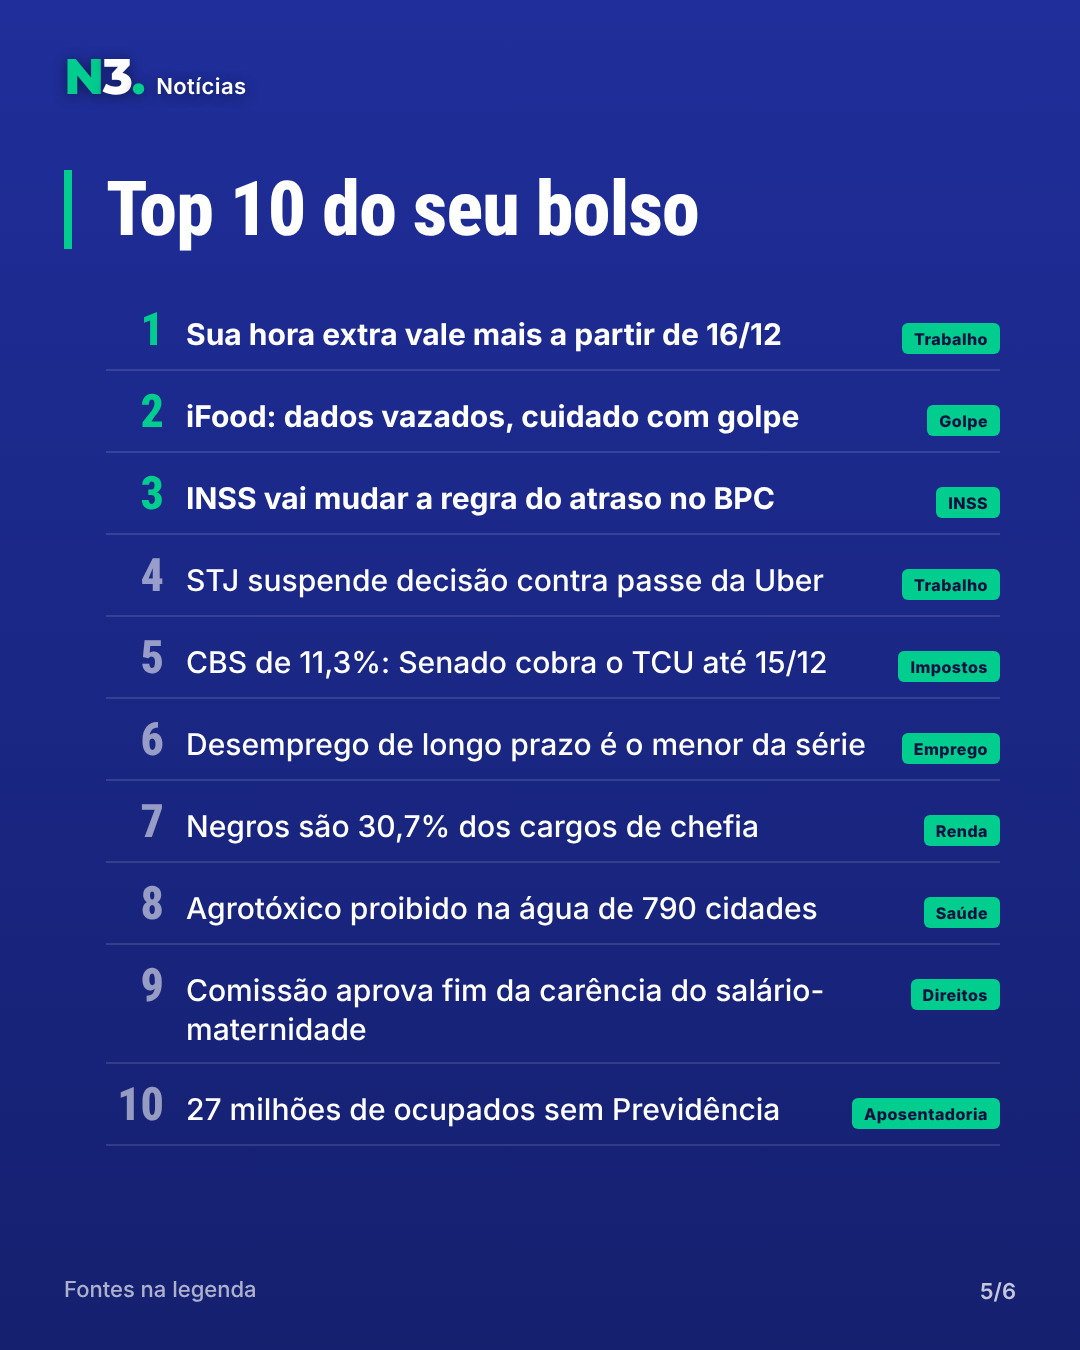 N3. Notícias
Top 10 do seu bolso
1 Sua hora extra vale mais a partir de 16/12 Trabalho
2 iFood: dados vazados, cuidado com golpe Golpe
3 INSS vai mudar a regra do atraso no BPC INSS
4 STJ suspende decisão contra passe da Uber Trabalho
5 CBS de 11,3%: Senado cobra o TCU até 15/12 Impostos
6 Desemprego de longo prazo é o menor da série Emprego
7 Negros são 30,7% dos cargos de chefia Renda
8 Agrotóxico proibido na água de 790 cidades Saúde
9 Comissão aprova fim da carência do salário- Direitos
maternidade
10 27 milhões de ocupados sem Previdência Aposentadoria
Fontes na legenda 5/6